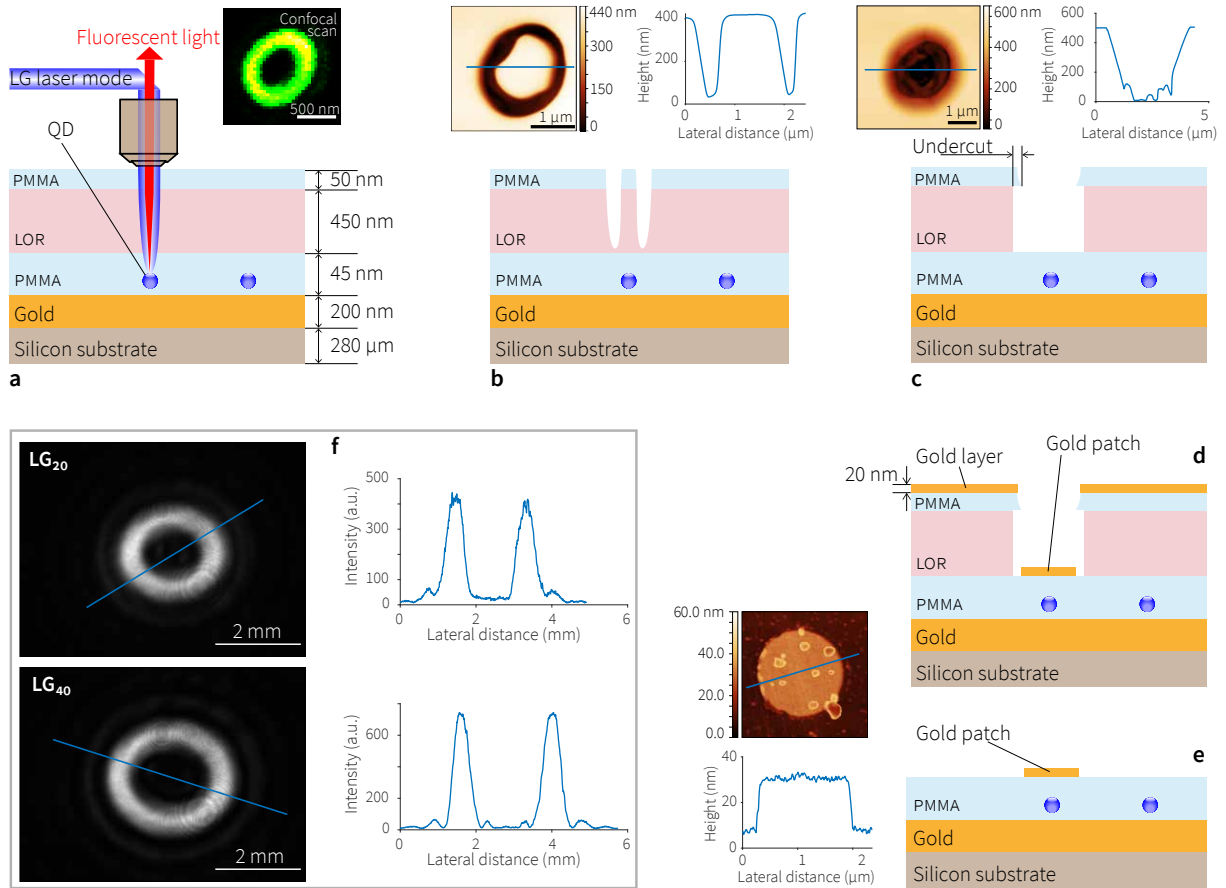 Fluorescent light
LG laser mode
Confocal
scan
500 nm
QD
PMMA
LOR
PMMA
Gold
Silicon substrate
50 nm
450 nm
45 nm
200 nm
280 µm
a
440 nm
300
150
0
1 µm
Height (nm)
400
200
0
0
2
Lateral distance (µm)
PMMA
LOR
PMMA
Gold
Silicon substrate
b
600 nm
400
200
0
1 µm
Height (nm)
600
400
200
0
0
5
Lateral distance (µm)
Undercut
PMMA
LOR
PMMA
Gold
Silicon substrate
c
LG20
2 mm
f
Intensity (a.u.)
500
300
100
0
0
2
4
6
Lateral distance (mm)
LG40
2 mm
Intensity (a.u.)
600
300
0
0
2
4
6
Lateral distance (mm)
Gold layer
Gold patch
d
20 nm
PMMA
LOR
PMMA
Gold
Silicon substrate
60.0 nm
40.0
20.0
0.0
Height (nm)
40
20
0
0
1
2
Lateral distance (µm)
Gold patch
e
PMMA
Gold
Silicon substrate